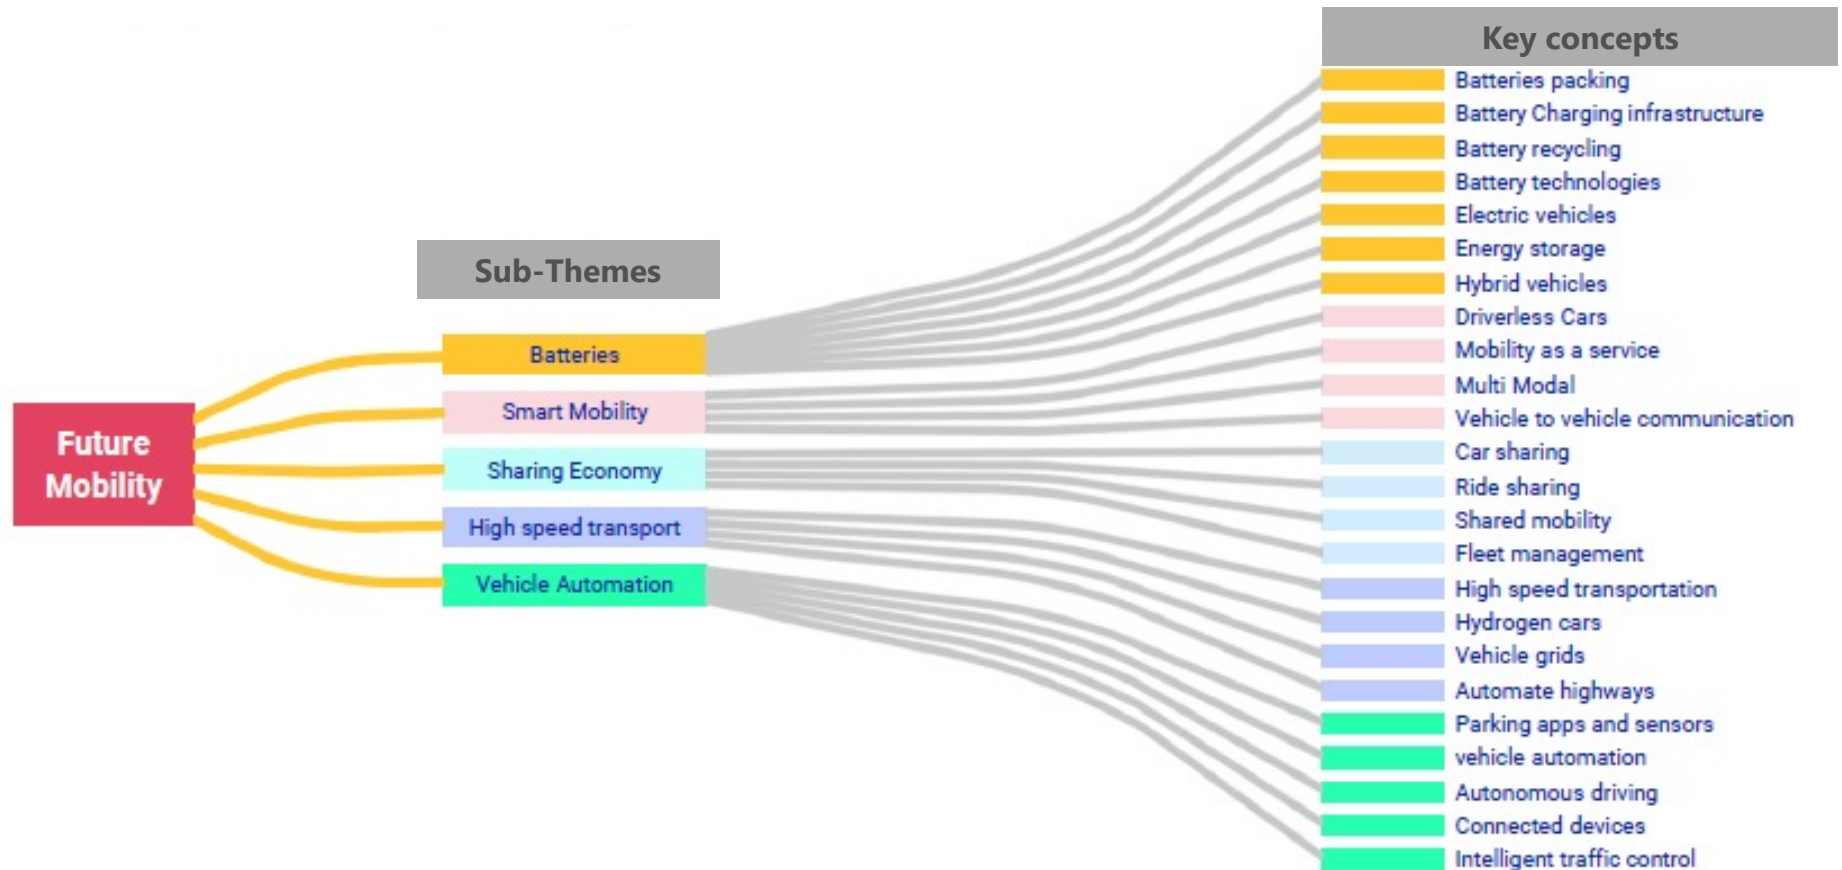 Key concepts
Batteries packing
Battery Charging infrastructure
Battery recycling
Battery technologies
Electric vehicles
Energy storage
Hybrid vehicles
Driverless Cars
Mobility as a service
Multi Modal
Vehicle to vehicle communication
Car sharing
Ride sharing
Shared mobility
Fleet management
High speed transportation
Hydrogen cars
Vehicle grids
Automate highways
Parking apps and sensors
vehicle automation
Autonomous driving
Connected devices
Intelligent traffic control
Sub-Themes
Batteries
Smart Mobility
Sharing Economy
High speed transport
Vehicle Automation
Future
Mobility